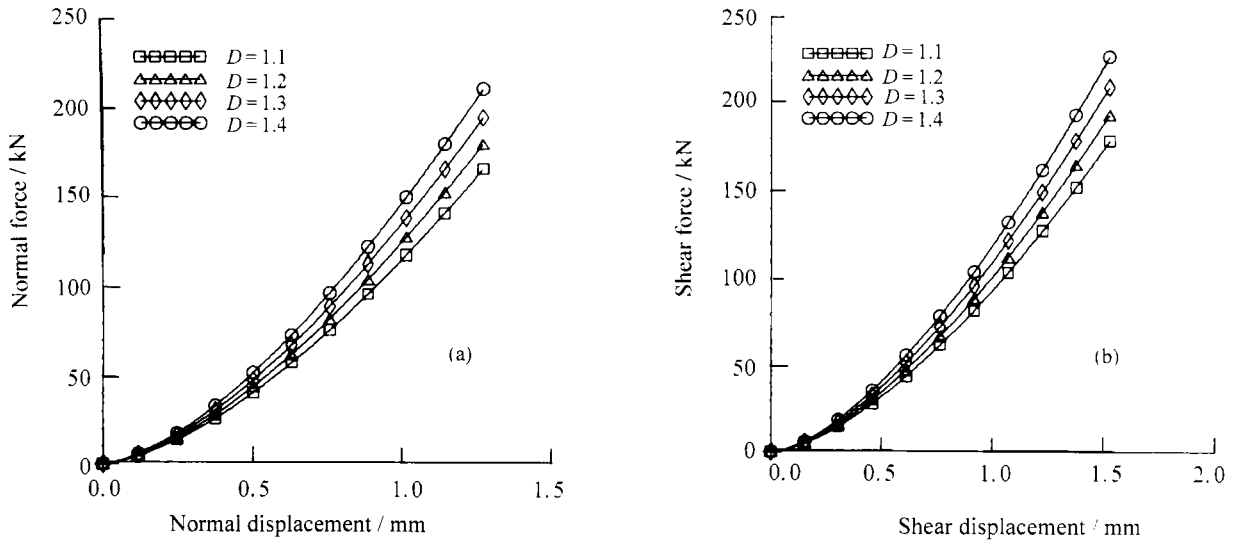 250
200
150
100
50
0
Normal force / kN
D = 1.1
D = 1.2
D = 1.3
D = 1.4
(a)
0.0 0.5 1.0 1.5
Normal displacement / mm
250
200
150
100
50
0
Shear force / kN
D = 1.1
D = 1.2
D = 1.3
D = 1.4
(b)
0.0 0.5 1.0 1.5 2.0
Shear displacement / mm